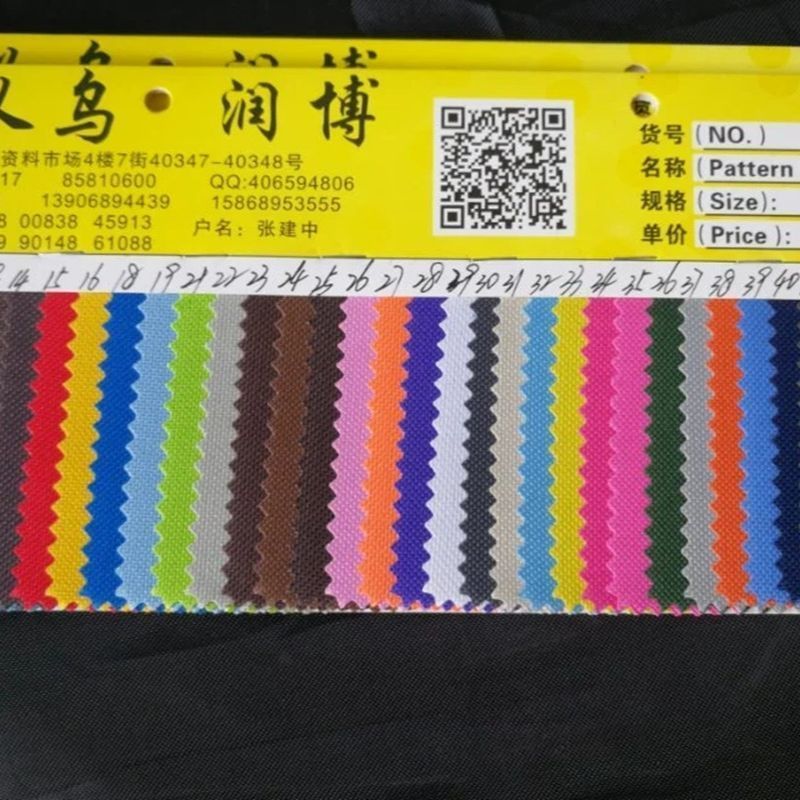 乌 润 博
资料市场4楼7街40347-40348号
17 85810600 QQ:406594806
13906894439 15868953555
8 00838 45913 户名：张建中
9 90148 61088
货号 (NO.)
名称 (Pattern
规格 (Size):
单价 (Price):
14 15 16 18 19 21 22 23 24 25 26 27 28 29 30 31 32 33 34 35 36 37 38 39 40